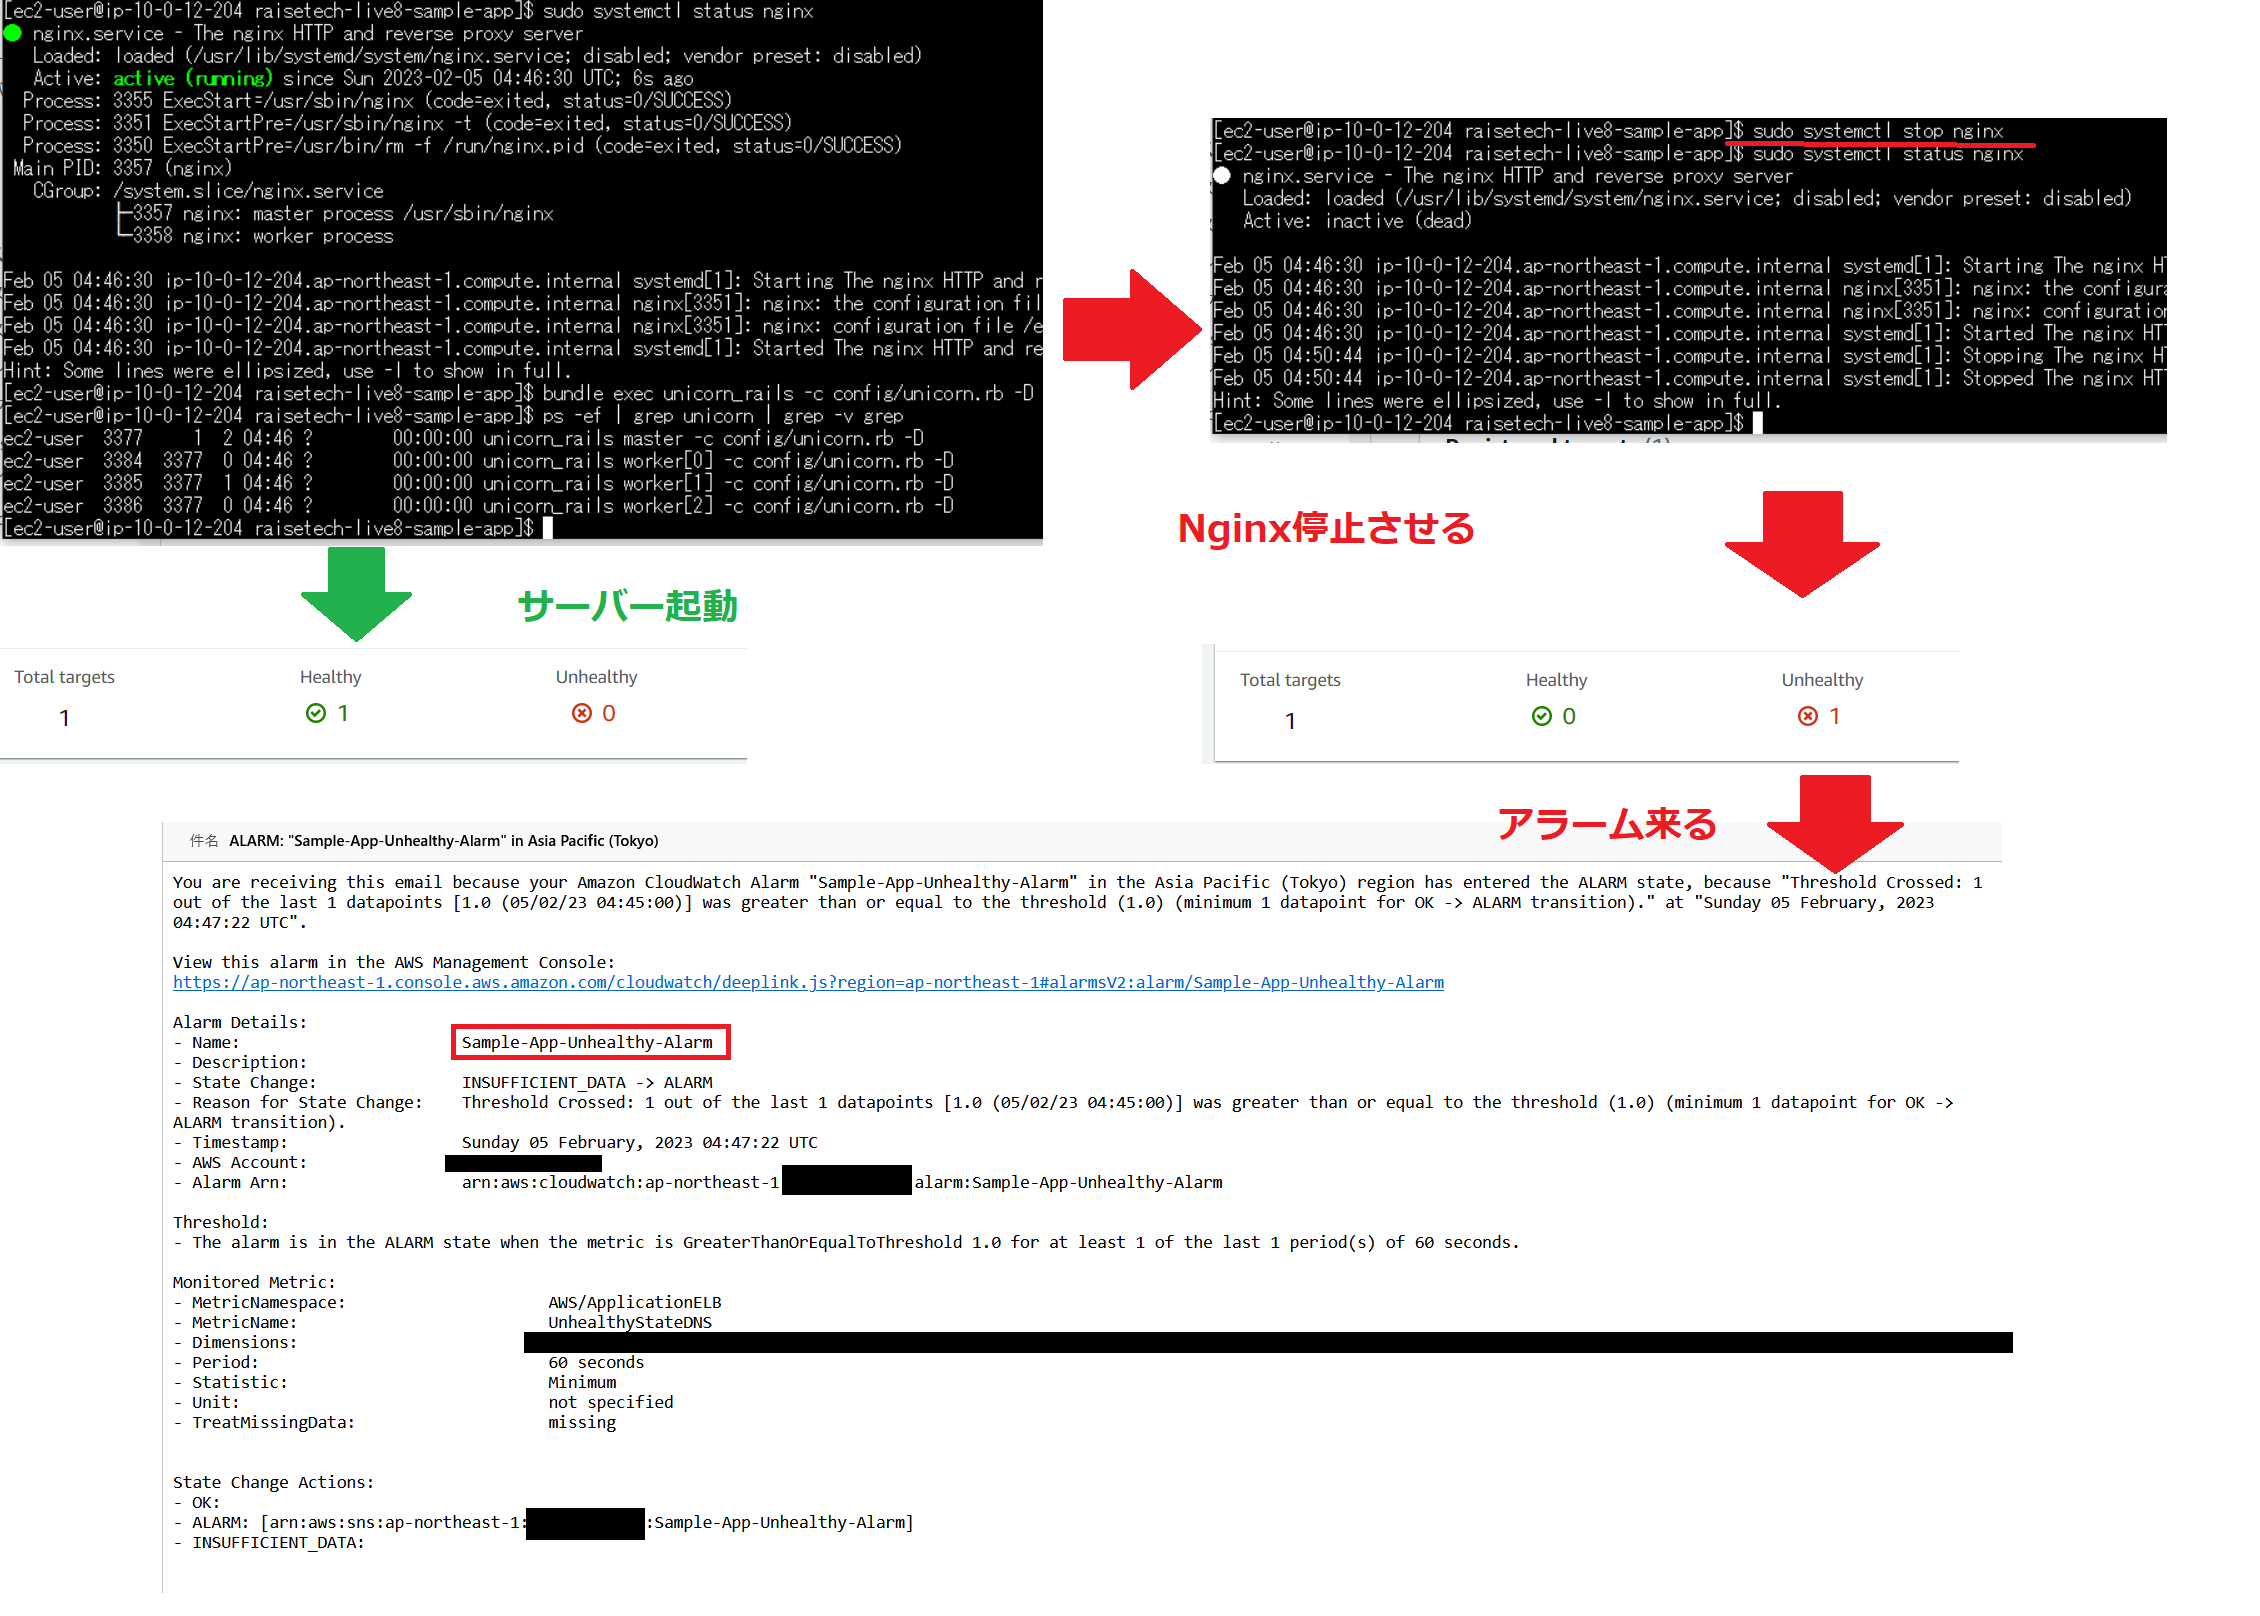 [ec2-user@ip-10-0-12-204 raisetech-live8-sample-app]$ sudo systemctl status nginx
● nginx.service - The nginx HTTP and reverse proxy server
Loaded: loaded (/usr/lib/systemd/system/nginx.service; disabled; vendor preset: disabled)
Active: active (running) since Sun 2023-02-05 04:46:30 UTC; 6s ago
Process: 3355 ExecStart=/usr/sbin/nginx (code=exited, status=0/SUCCESS)
Process: 3351 ExecStartPre=/usr/sbin/nginx -t (code=exited, status=0/SUCCESS)
Process: 3350 ExecStartPre=/usr/bin/rm -f /run/nginx.pid (code=exited, status=0/SUCCESS)
Main PID: 3357 (nginx)
CGroup: /system.slice/nginx.service
├─3357 nginx: master process /usr/sbin/nginx
└─3358 nginx: worker process
Feb 05 04:46:30 ip-10-0-12-204.ap-northeast-1.compute.internal systemd[1]: Starting The nginx HTTP and r
Feb 05 04:46:30 ip-10-0-12-204.ap-northeast-1.compute.internal nginx[3351]: nginx: the configuration fil
Feb 05 04:46:30 ip-10-0-12-204.ap-northeast-1.compute.internal nginx[3351]: nginx: configuration file /e
Feb 05 04:46:30 ip-10-0-12-204.ap-northeast-1.compute.internal systemd[1]: Started The nginx HTTP and re
Hint: Some lines were ellipsized, use -l to show in full.
[ec2-user@ip-10-0-12-204 raisetech-live8-sample-app]$ bundle exec unicorn_rails -c config/unicorn.rb -D
[ec2-user@ip-10-0-12-204 raisetech-live8-sample-app]$ ps -ef | grep unicorn | grep -v grep
ec2-user 3377 1 2 04:46 ? 00:00:00 unicorn_rails master -c config/unicorn.rb -D
ec2-user 3384 3377 0 04:46 ? 00:00:00 unicorn_rails worker[0] -c config/unicorn.rb -D
ec2-user 3385 3377 1 04:46 ? 00:00:00 unicorn_rails worker[1] -c config/unicorn.rb -D
ec2-user 3386 3377 0 04:46 ? 00:00:00 unicorn_rails worker[2] -c config/unicorn.rb -D
[ec2-user@ip-10-0-12-204 raisetech-live8-sample-app]$
[ec2-user@ip-10-0-12-204 raisetech-live8-sample-app]$ sudo systemctl stop nginx
[ec2-user@ip-10-0-12-204 raisetech-live8-sample-app]$ sudo systemctl status nginx
● nginx.service - The nginx HTTP and reverse proxy server
Loaded: loaded (/usr/lib/systemd/system/nginx.service; disabled; vendor preset: disabled)
Active: inactive (dead)
Feb 05 04:46:30 ip-10-0-12-204.ap-northeast-1.compute.internal systemd[1]: Starting The nginx HT
Feb 05 04:46:30 ip-10-0-12-204.ap-northeast-1.compute.internal nginx[3351]: nginx: the configura
Feb 05 04:46:30 ip-10-0-12-204.ap-northeast-1.compute.internal nginx[3351]: nginx: configuration
Feb 05 04:46:30 ip-10-0-12-204.ap-northeast-1.compute.internal systemd[1]: Started The nginx HT
Feb 05 04:50:44 ip-10-0-12-204.ap-northeast-1.compute.internal systemd[1]: Stopping The nginx H
Feb 05 04:50:44 ip-10-0-12-204.ap-northeast-1.compute.internal systemd[1]: Stopped The nginx HT
Hint: Some lines were ellipsized, use -l to show in full.
[ec2-user@ip-10-0-12-204 raisetech-live8-sample-app]$
Nginx停止させる
サーバー起動
Total targets Healthy Unhealthy
1 1 0
Total targets Healthy Unhealthy
1 0 1
アラーム来る
件名 ALARM: "Sample-App-Unhealthy-Alarm" in Asia Pacific (Tokyo)
You are receiving this email because your Amazon CloudWatch Alarm "Sample-App-Unhealthy-Alarm" in the Asia Pacific (Tokyo) region has entered the ALARM state, because "Threshold Crossed: 1
out of the last 1 datapoints [1.0 (05/02/23 04:45:00)] was greater than or equal to the threshold (1.0) (minimum 1 datapoint for OK -> ALARM transition)." at "Sunday 05 February, 2023
04:47:22 UTC".
View this alarm in the AWS Management Console:
https://ap-northeast-1.console.aws.amazon.com/cloudwatch/deeplink.js?region=ap-northeast-1#alarmsV2:alarm/Sample-App-Unhealthy-Alarm
Alarm Details:
- Name: Sample-App-Unhealthy-Alarm
- Description:
- State Change: INSUFFICIENT_DATA -> ALARM
- Reason for State Change: Threshold Crossed: 1 out of the last 1 datapoints [1.0 (05/02/23 04:45:00)] was greater than or equal to the threshold (1.0) (minimum 1 datapoint for OK ->
ALARM transition).
- Timestamp: Sunday 05 February, 2023 04:47:22 UTC
- AWS Account:
- Alarm Arn: arn:aws:cloudwatch:ap-northeast-1 alarm:Sample-App-Unhealthy-Alarm
Threshold:
- The alarm is in the ALARM state when the metric is GreaterThanOrEqualToThreshold 1.0 for at least 1 of the last 1 period(s) of 60 seconds.
Monitored Metric:
- MetricNamespace: AWS/ApplicationELB
- MetricName: UnhealthyStateDNS
- Dimensions:
- Period: 60 seconds
- Statistic: Minimum
- Unit: not specified
- TreatMissingData: missing
State Change Actions:
- OK:
- ALARM: [arn:aws:sns:ap-northeast-1: :Sample-App-Unhealthy-Alarm]
- INSUFFICIENT_DATA: